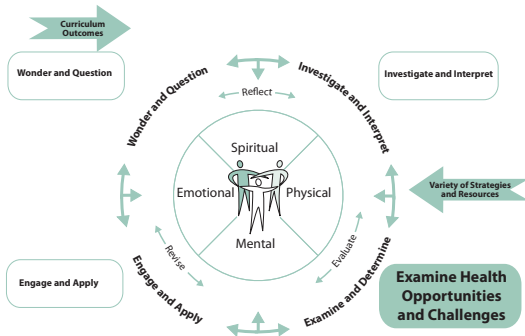 Curriculum
Outcomes
Wonder and Question
Investigate and Interpret
Wonder and Question
Investigate and Interpret
Reflect
Spiritual
Emotional
Physical
Mental
Variety of Strategies
and Resources
Revise
Evaluate
Engage and Apply
Examine and Determine
Engage and Apply
Examine Health
Opportunities
and Challenges